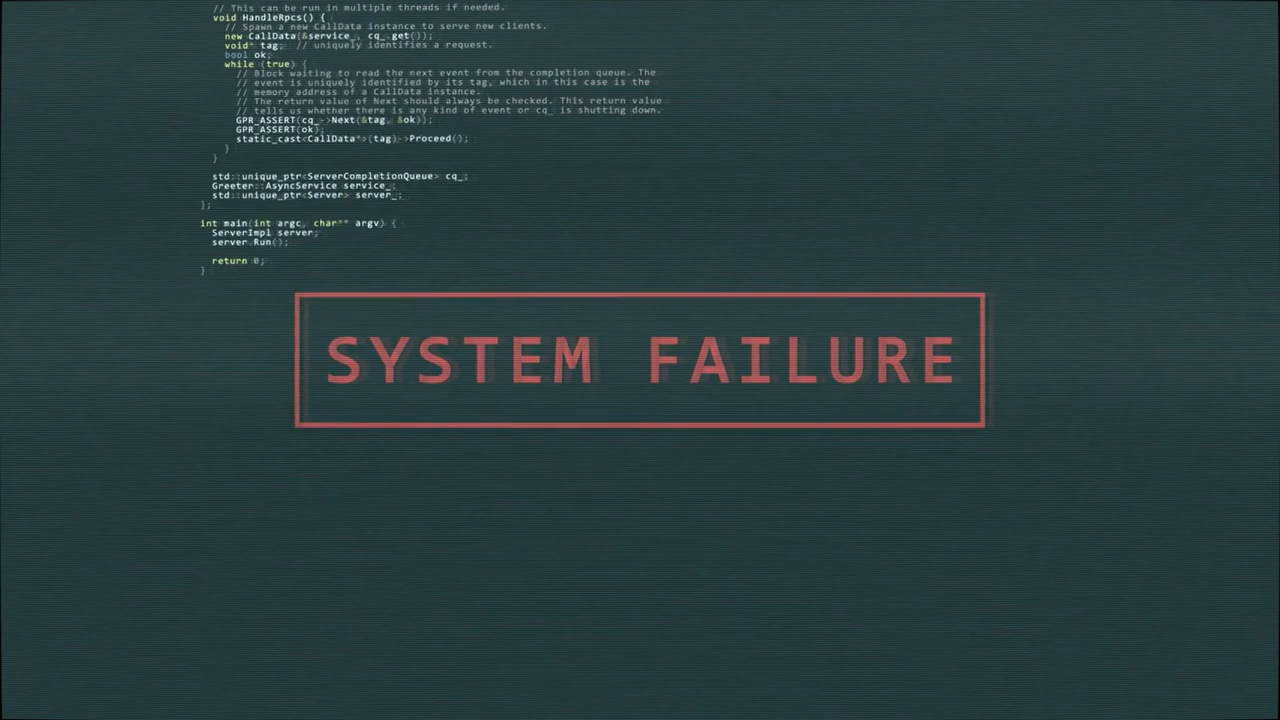 // This can be run in multiple threads if needed.
void HandleRpcs() {
// Spawn a new CallData instance to serve new clients.
new CallData(&service_, cq_.get());
void* tag;  // uniquely identifies a request.
bool ok;
while (true) {
// Block waiting to read the next event from the completion queue. The
// event is uniquely identified by its tag, which in this case is the
// memory address of a CallData instance.
// The return value of Next should always be checked. This return value
// tells us whether there is any kind of event or cq_ is shutting down.
GPR_ASSERT(cq_->Next(&tag, &ok));
GPR_ASSERT(ok);
static_cast<CallData*>(tag)->Proceed();
}
}
std::unique_ptr<ServerCompletionQueue> cq_;
Greeter::AsyncService service_;
std::unique_ptr<Server> server_;
};
int main(int argc, char** argv) {
ServerImpl server;
server.Run();
return 0;
}
SYSTEM FAILURE